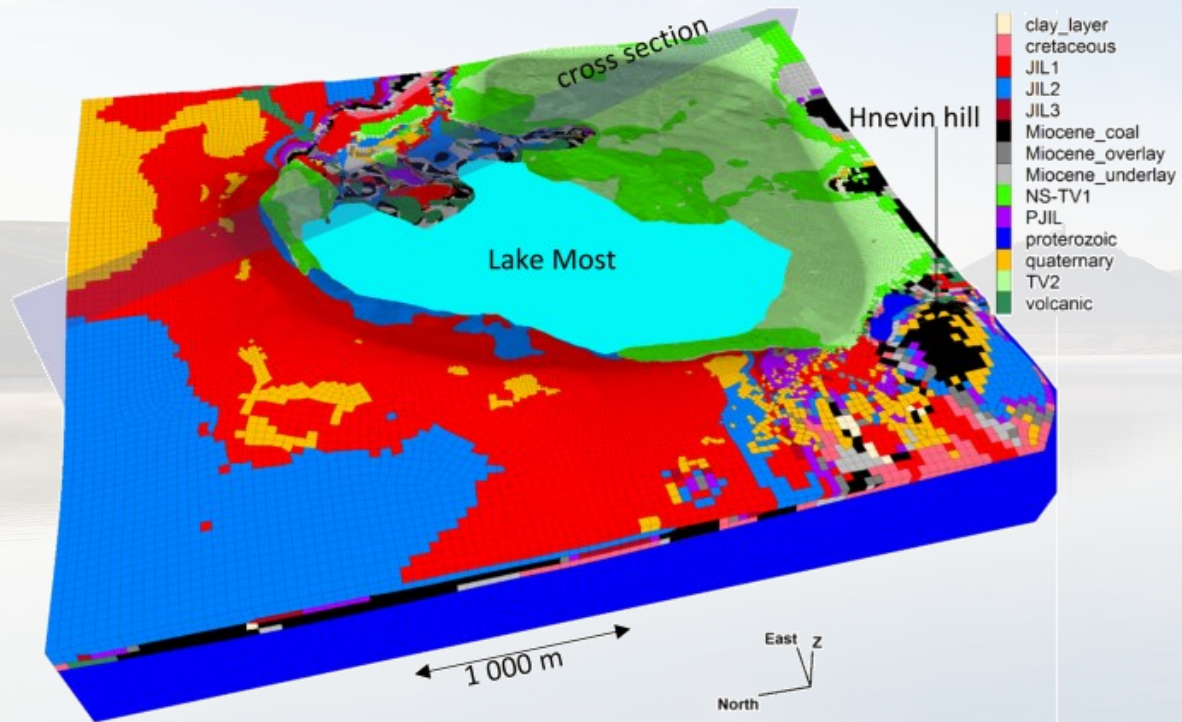 cross section
Hnevin hill
Lake Most
clay_layer
cretaceous
JIL1
JIL2
JIL3
Miocene_coal
Miocene_overlay
Miocene_underlay
NS-TV1
PJIL
proterozoic
quaternary
TV2
volcanic
1 000 m
East
Z
North